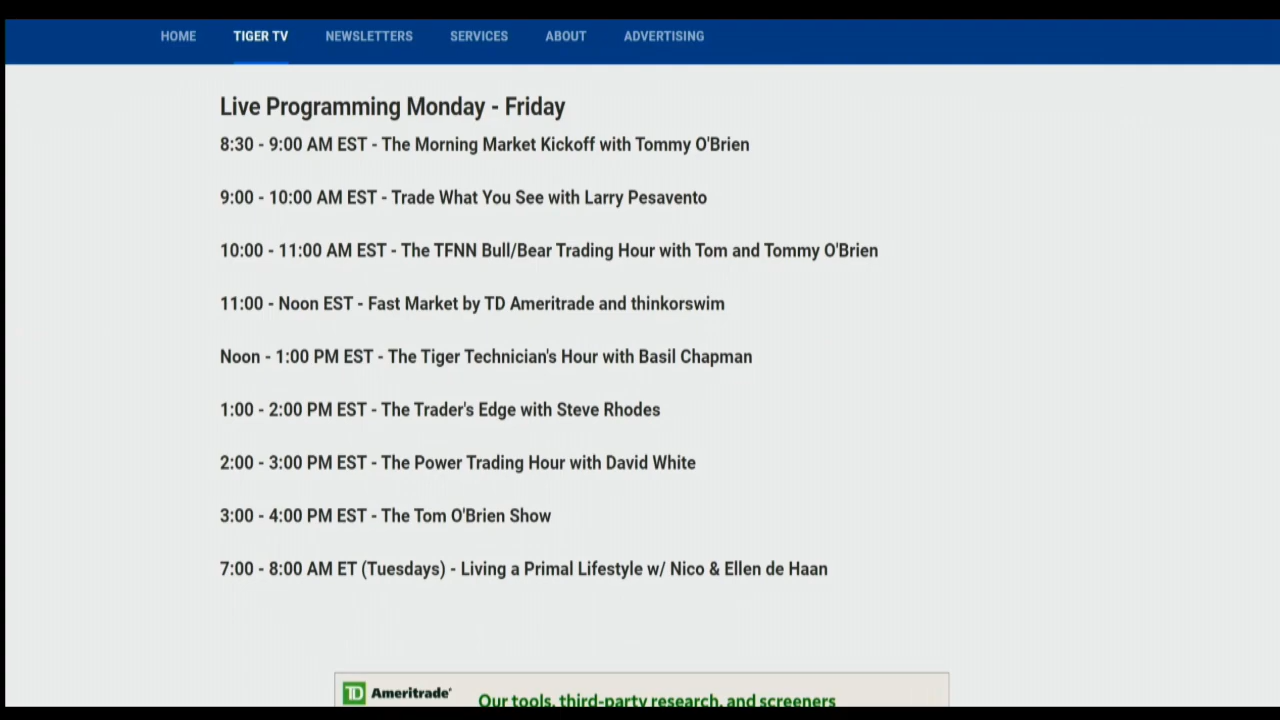 HOME TIGER TV NEWSLETTERS SERVICES ABOUT ADVERTISING
Live Programming Monday - Friday
8:30 - 9:00 AM EST - The Morning Market Kickoff with Tommy O'Brien
9:00 - 10:00 AM EST - Trade What You See with Larry Pesavento
10:00 - 11:00 AM EST - The TFNN Bull/Bear Trading Hour with Tom and Tommy O'Brien
11:00 - Noon EST - Fast Market by TD Ameritrade and thinkorswim
Noon - 1:00 PM EST - The Tiger Technician's Hour with Basil Chapman
1:00 - 2:00 PM EST - The Trader's Edge with Steve Rhodes
2:00 - 3:00 PM EST - The Power Trading Hour with David White
3:00 - 4:00 PM EST - The Tom O'Brien Show
7:00 - 8:00 AM ET (Tuesdays) - Living a Primal Lifestyle w/ Nico & Ellen de Haan
TD Ameritrade®
Our tools, third-party research, and screeners